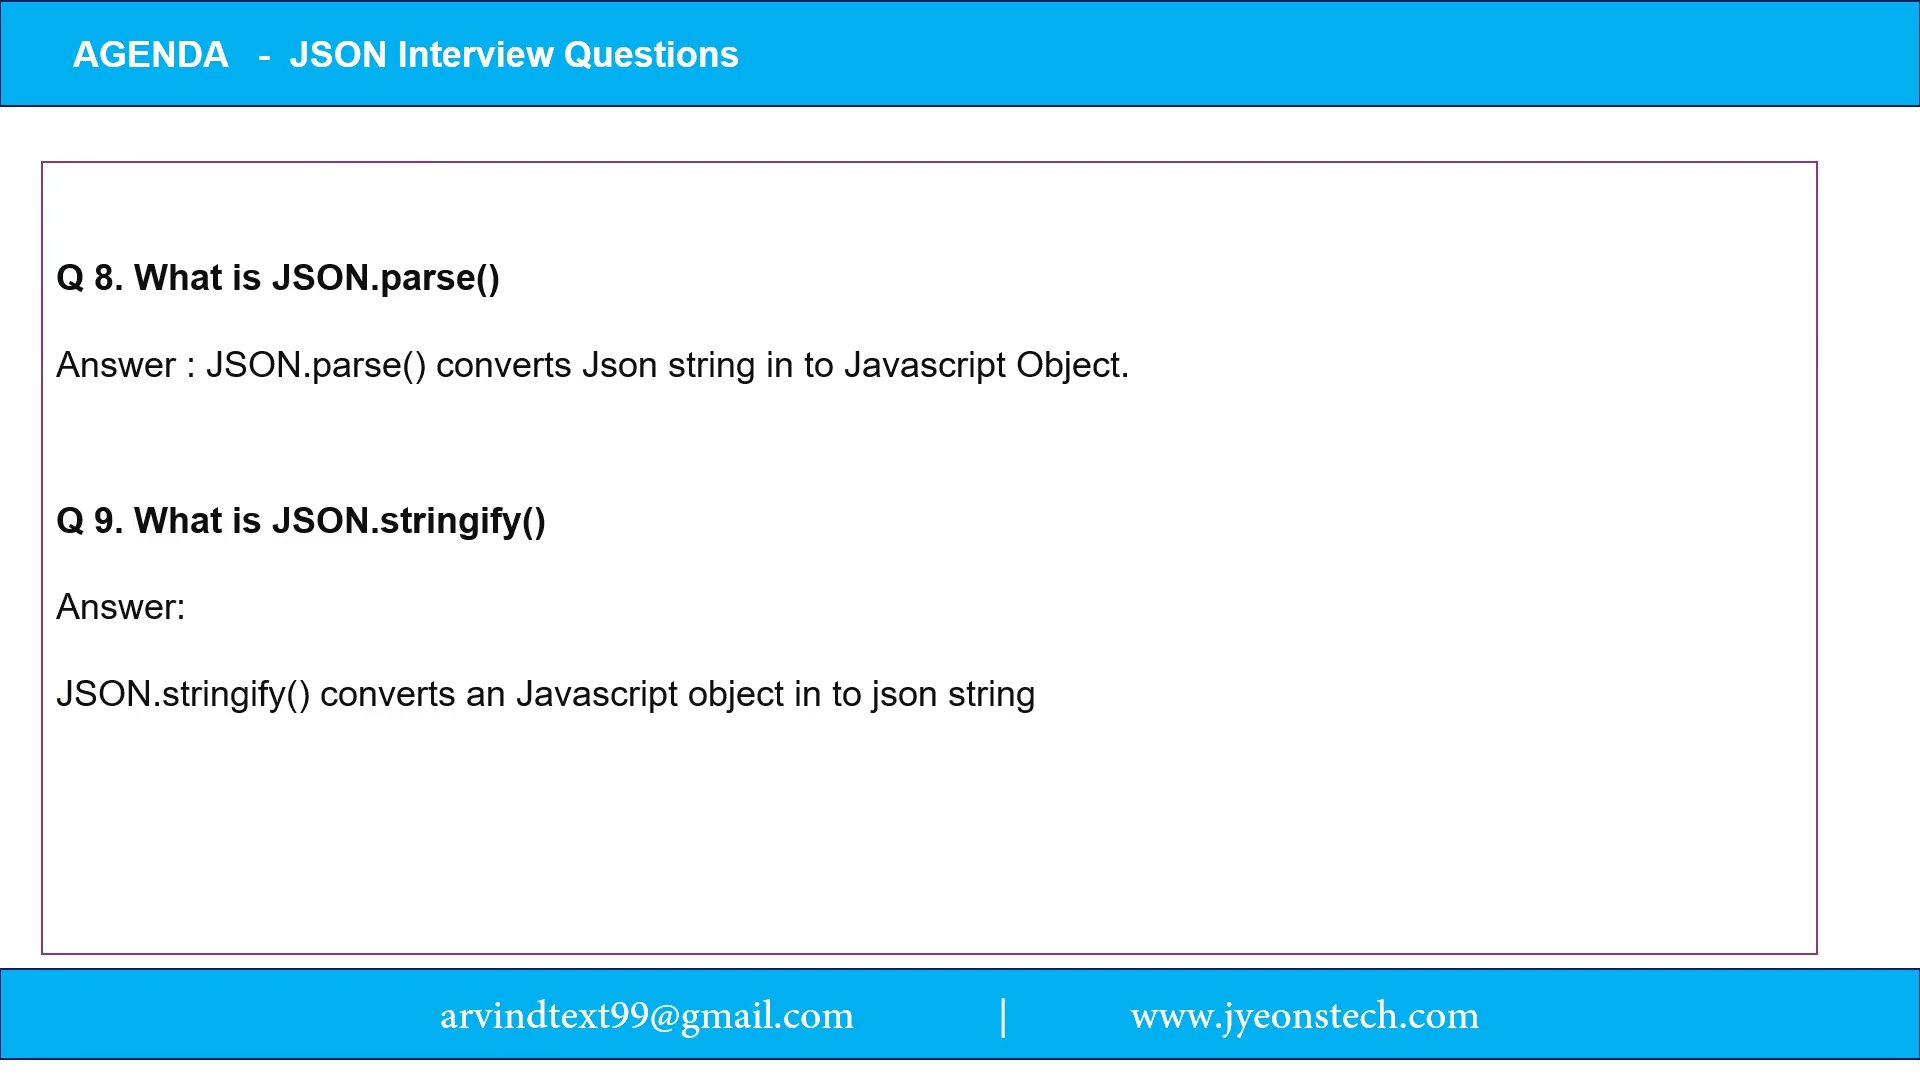 AGENDA - JSON Interview Questions
Q 8. What is JSON.parse()
Answer : JSON.parse() converts Json string in to Javascript Object.
Q 9. What is JSON.stringify()
Answer:
JSON.stringify() converts an Javascript object in to json string
arvindtext99@gmail.com | www.jyeonstech.com